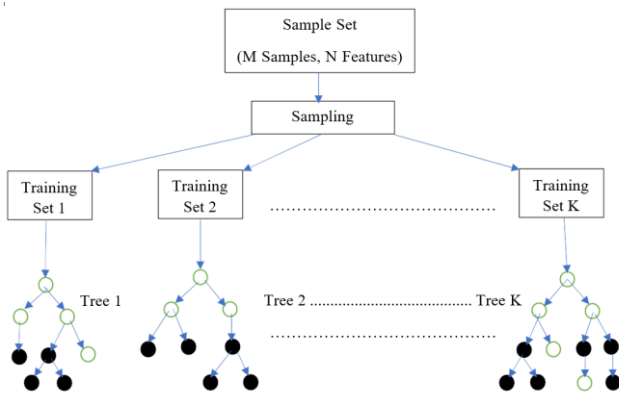 Sample Set
(M Samples, N Features)
Sampling
Training
Set 1
Training
Set 2
Training
Set K
Tree 1
Tree 2 ............................................. Tree K